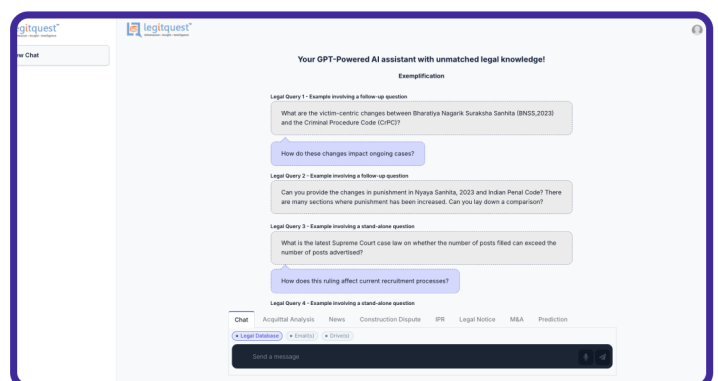 egitquest™
legitquest™
ew Chat
Your GPT-Powered AI assistant with unmatched legal knowledge!
Exemplification
Legal Query 1 - Example involving a follow-up question
What are the victim-centric changes between Bharatiya Nagarik Suraksha Sanhita (BNSS,2023)
and the Criminal Procedure Code (CrPC)?
How do these changes impact ongoing cases?
Legal Query 2 - Example involving a follow-up question
Can you provide the changes in punishment in Nyaya Sanhita, 2023 and Indian Penal Code? There
are many sections where punishment has been increased. Can you lay down a comparison?
Legal Query 3 - Example involving a stand-alone question
What is the latest Supreme Court case law on whether the number of posts filled can exceed the
number of posts advertised?
How does this ruling affect current recruitment processes?
Legal Query 4 - Example involving a stand-alone question
Chat Acquittal Analysis News Construction Dispute IPR Legal Notice M&A Prediction
Legal Database Email(s) Drive(s)
Send a message